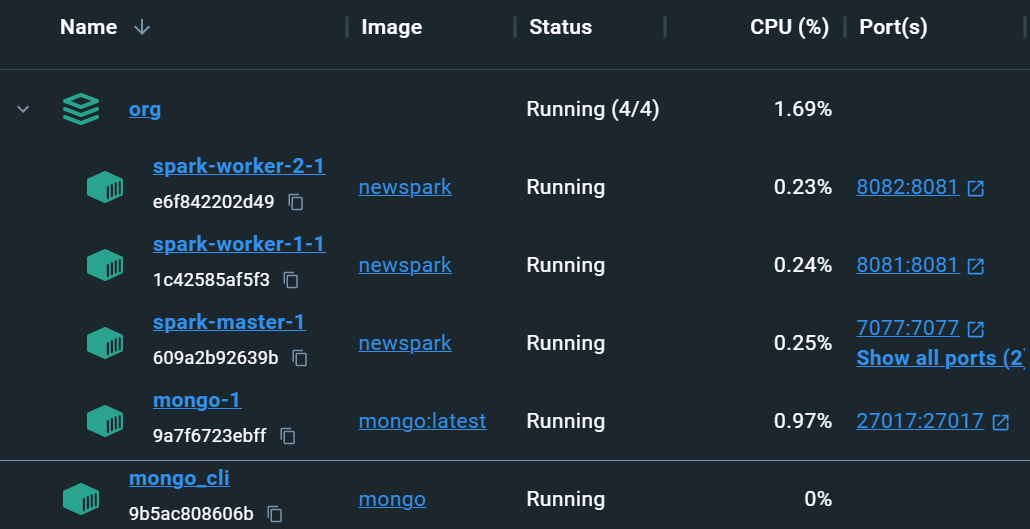 Name Image Status CPU (%) Port(s)
org Running (4/4) 1.69%
spark-worker-2-1
e6f842202d49 newspark Running 0.23% 8082:8081
spark-worker-1-1
1c42585af5f3 newspark Running 0.24% 8081:8081
spark-master-1
609a2b92639b newspark Running 0.25% 7077:7077
Show all ports (2
mongo-1
9a7f6723ebff mongo:latest Running 0.97% 27017:27017
mongo_cli
9b5ac808606b mongo Running 0%